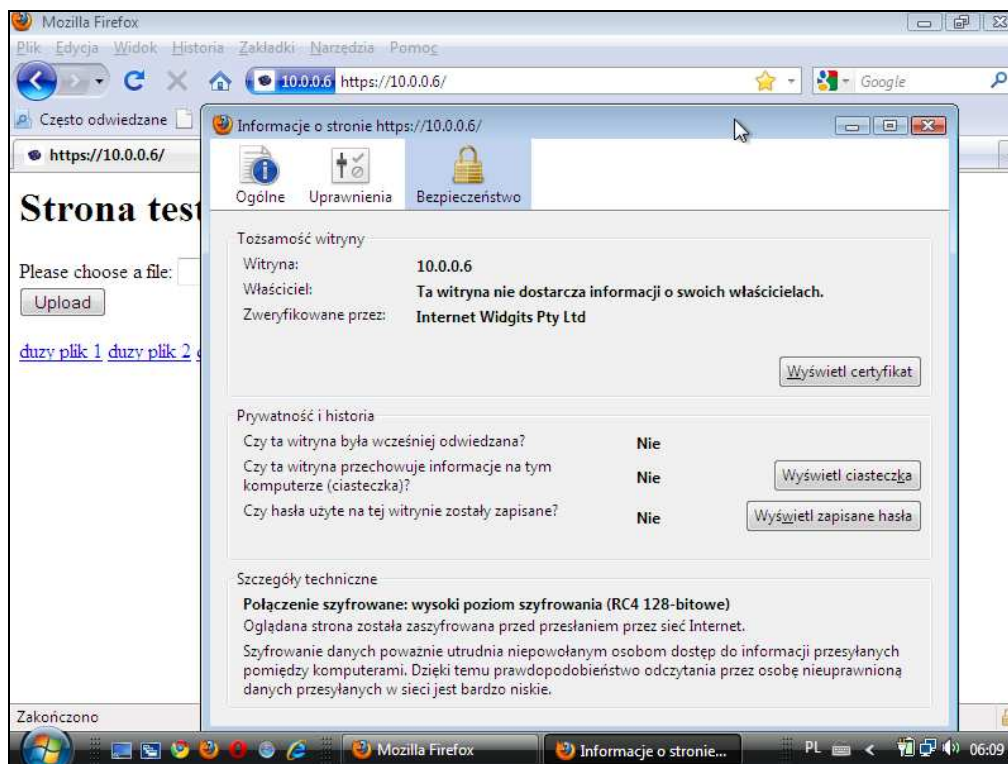 Mozilla Firefox
Plik Edycja Widok Historia Zakładki Narzędzia Pomoc
10.0.0.6 https://10.0.0.6/
Google
Często odwiedzane
https://10.0.0.6/
Strona
Please choose a file:
Upload
duzy plik 1 duzy plik 2
Informacje o stronie https://10.0.0.6/
Ogólne Uprawnienia Bezpieczeństwo
Tożsamość witryny
Witryna: 10.0.0.6
Właściciel: Ta witryna nie dostarcza informacji o swoich właścicielach.
Zweryfikowane przez: Internet Widgits Pty Ltd
Wyświetl certyfikat
Prywatność i historia
Czy ta witryna była wcześniej odwiedzana? Nie
Czy ta witryna przechowuje informacje na tym
komputerze (ciasteczka)? Nie Wyświetl ciasteczka
Czy hasła użyte na tej witrynie zostały zapisane? Nie Wyświetl zapisane hasła
Szczegóły techniczne
Połączenie szyfrowane: wysoki poziom szyfrowania (RC4 128-bitowe)
Oglądana strona została zaszyfrowana przed przesłaniem przez sieć Internet.
Szyfrowanie danych poważnie utrudnia niepowołanym osobom dostęp do informacji przesyłanych
pomiędzy komputerami. Dzięki temu prawdopodobieństwo odczytania przez osobę nieuprawnioną
danych przesyłanych w sieci jest bardzo niskie.
Zakończono
Mozilla Firefox Informacje o stronie... PL 06:09